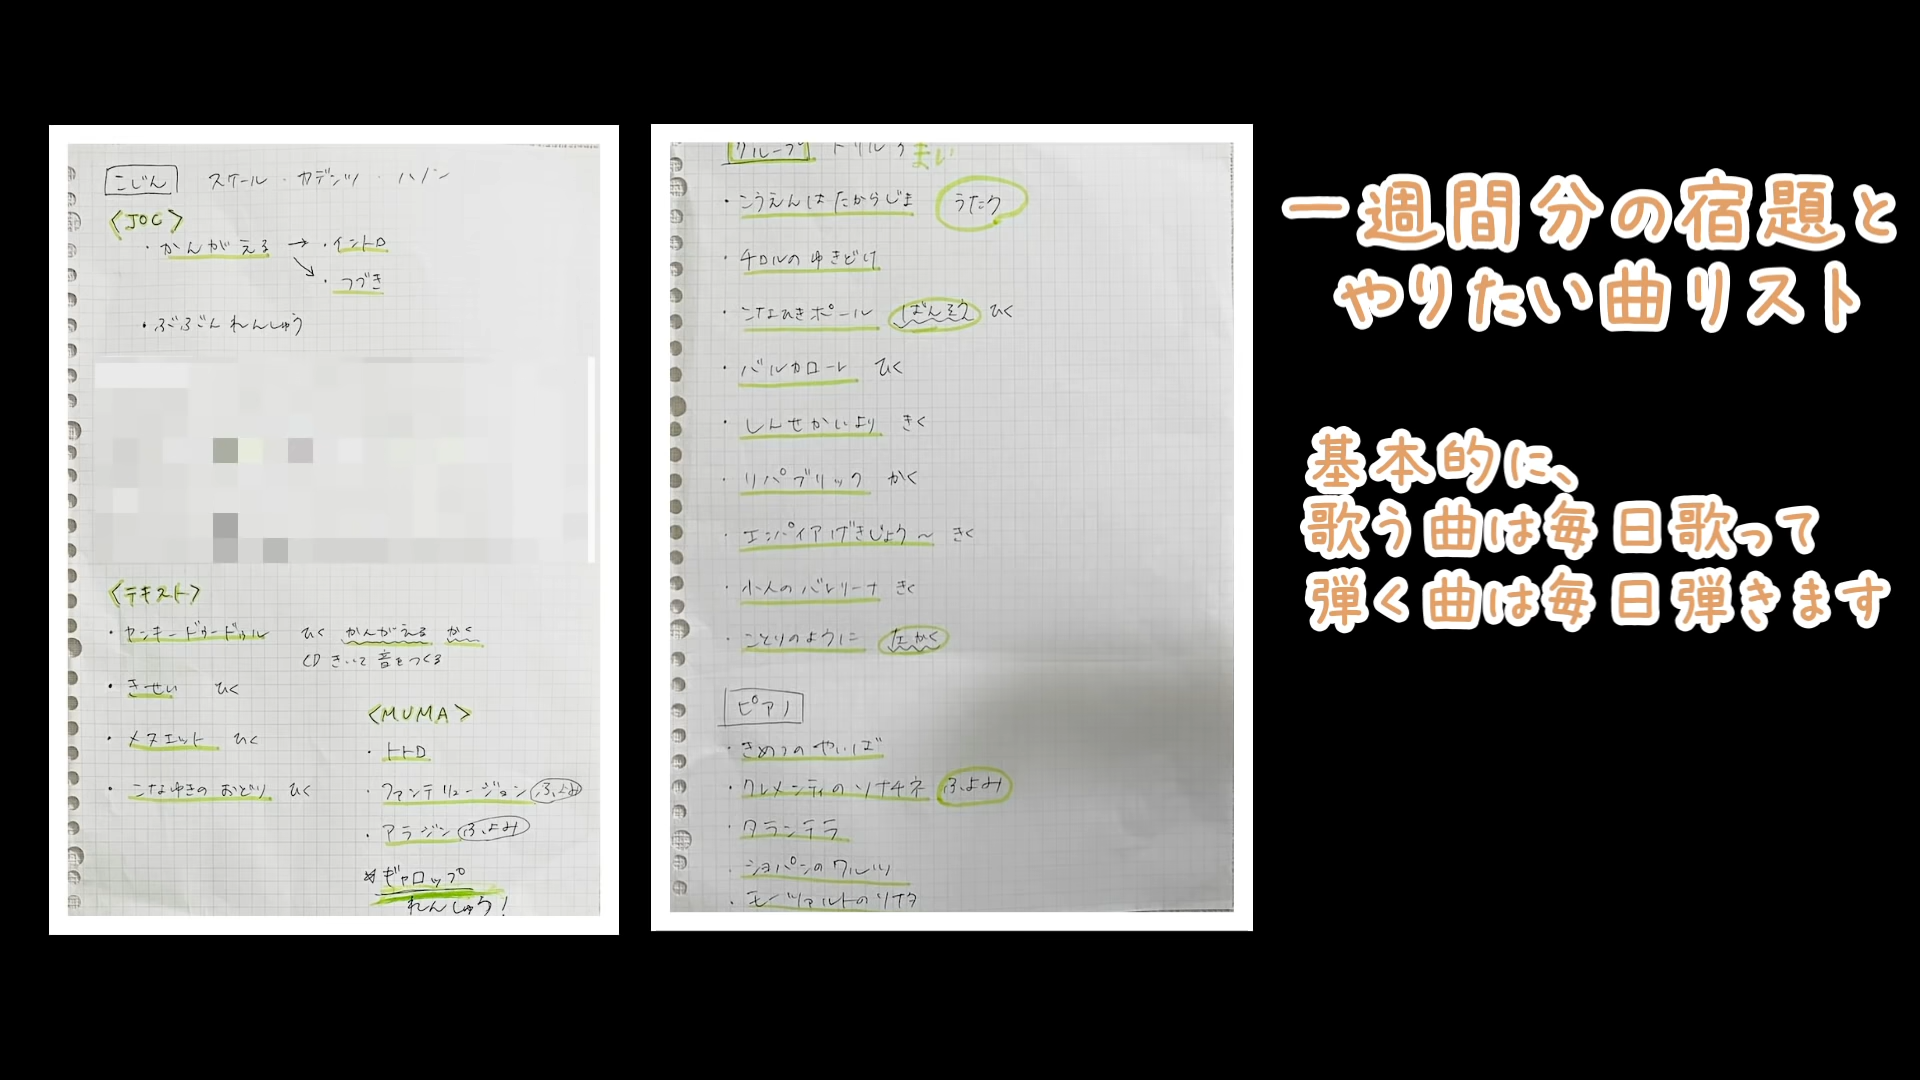 こじん スケール ・ カデンツ ・ ハノン
〈JOC〉
・かんがえる → ・イントロ
・つづき
・ぶぶんれんしゅう
〈テキスト〉
・ヤンキードゥードゥル ひく かんがえる かく
CDきいて音をつくる
・きせい ひく
・メヌエット ひく
・こなゆきのおどり ひく
〈MUMA〉
・トトロ
・ファンテリュージョン ふよみ
・アラジン ふよみ
*ギャロップ
れんしゅう!
グループ ドリル
まい
・こうえんはたからじま うたう
・チロルのゆきどけ
・こなひきポール ばんそう ひく
・バルカロール ひく
・しんせかいより きく
・リパブリック かく
・エンパイアげきじょう〜 きく
・小人のバレリーナ きく
・ことりのように
ピアノ
・きめつのやいば
・クレメンティのソナチネ ふよみ
・タランテラ
・ショパンのワルツ
・モーツァルトのソナタ
一週間分の宿題と
やりたい曲リスト
基本的に、
歌う曲は毎日歌って
弾く曲は毎日弾きます